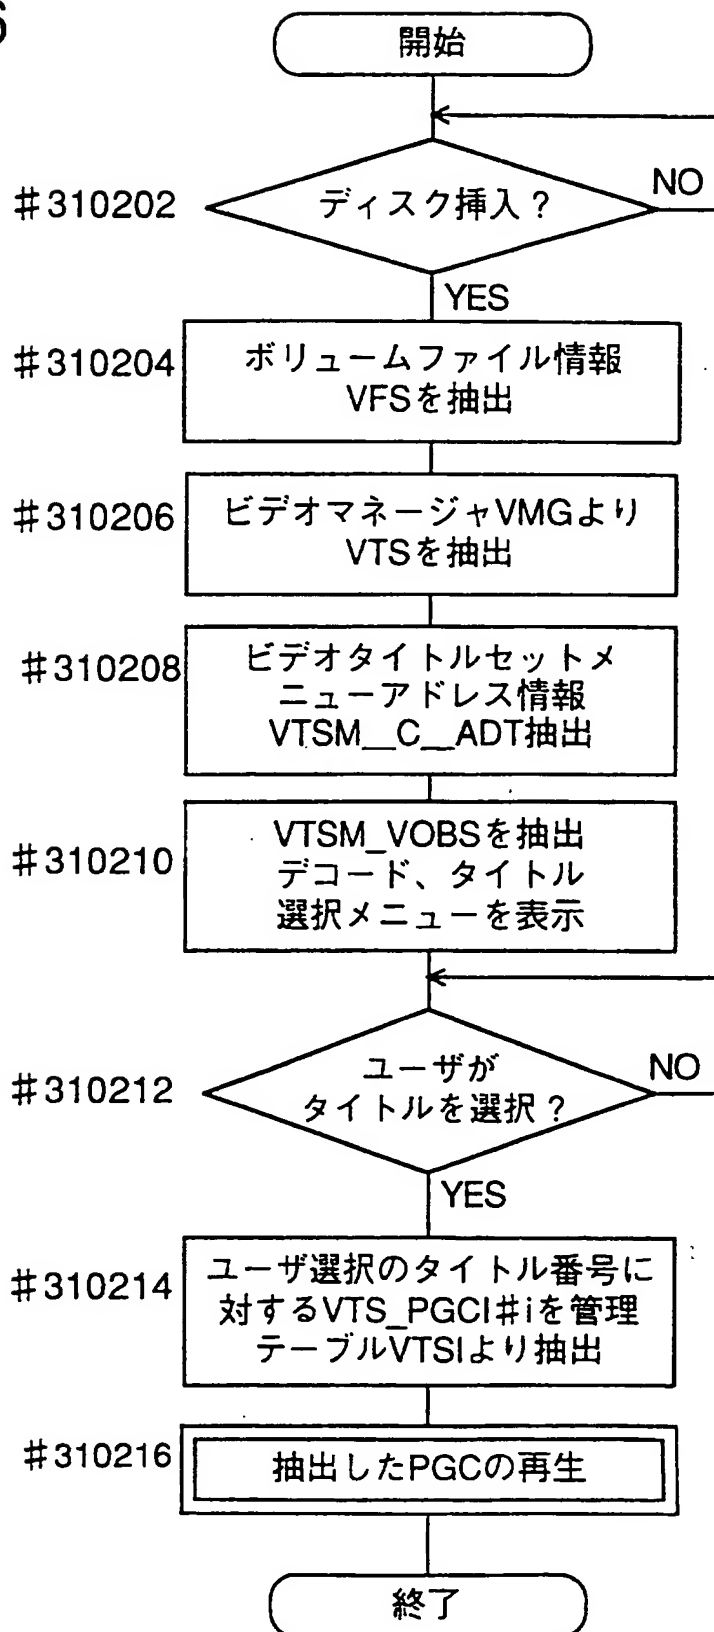 6
開始
#310202
ディスク挿入?
NO
YES
#310204
ボリュームファイル情報
VFSを抽出
#310206
ビデオマネージャVMGより
VTSを抽出
#310208
ビデオタイトルセットメ
ニューアドレス情報
VTSM__C__ADT抽出
#310210
VTSM_VOBSを抽出
デコード、タイトル
選択メニューを表示
#310212
ユーザが
タイトルを選択?
NO
YES
#310214
ユーザ選択のタイトル番号に
対するVTS_PGCI#iを管理
テーブルVTSIより抽出
#310216
抽出したPGCの再生
終了